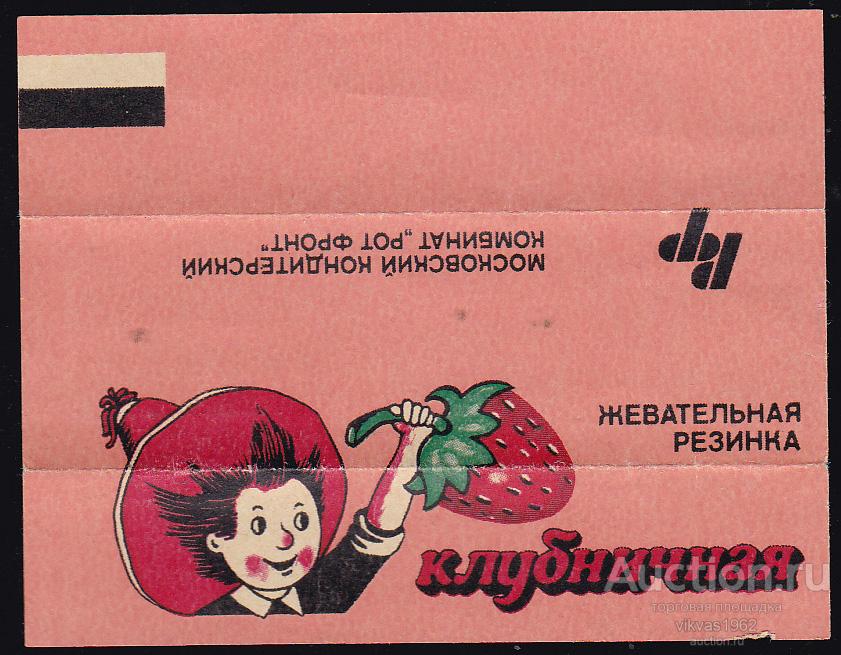 МОСКОВСКИЙ КОНДИТЕРСКИЙ
КОМБИНАТ „РОТ ФРОНТ"
ЖЕВАТЕЛЬНАЯ
РЕЗИНКА
клубничная
Auction.ru
торговая площадка
vikvas1962
auction.ru